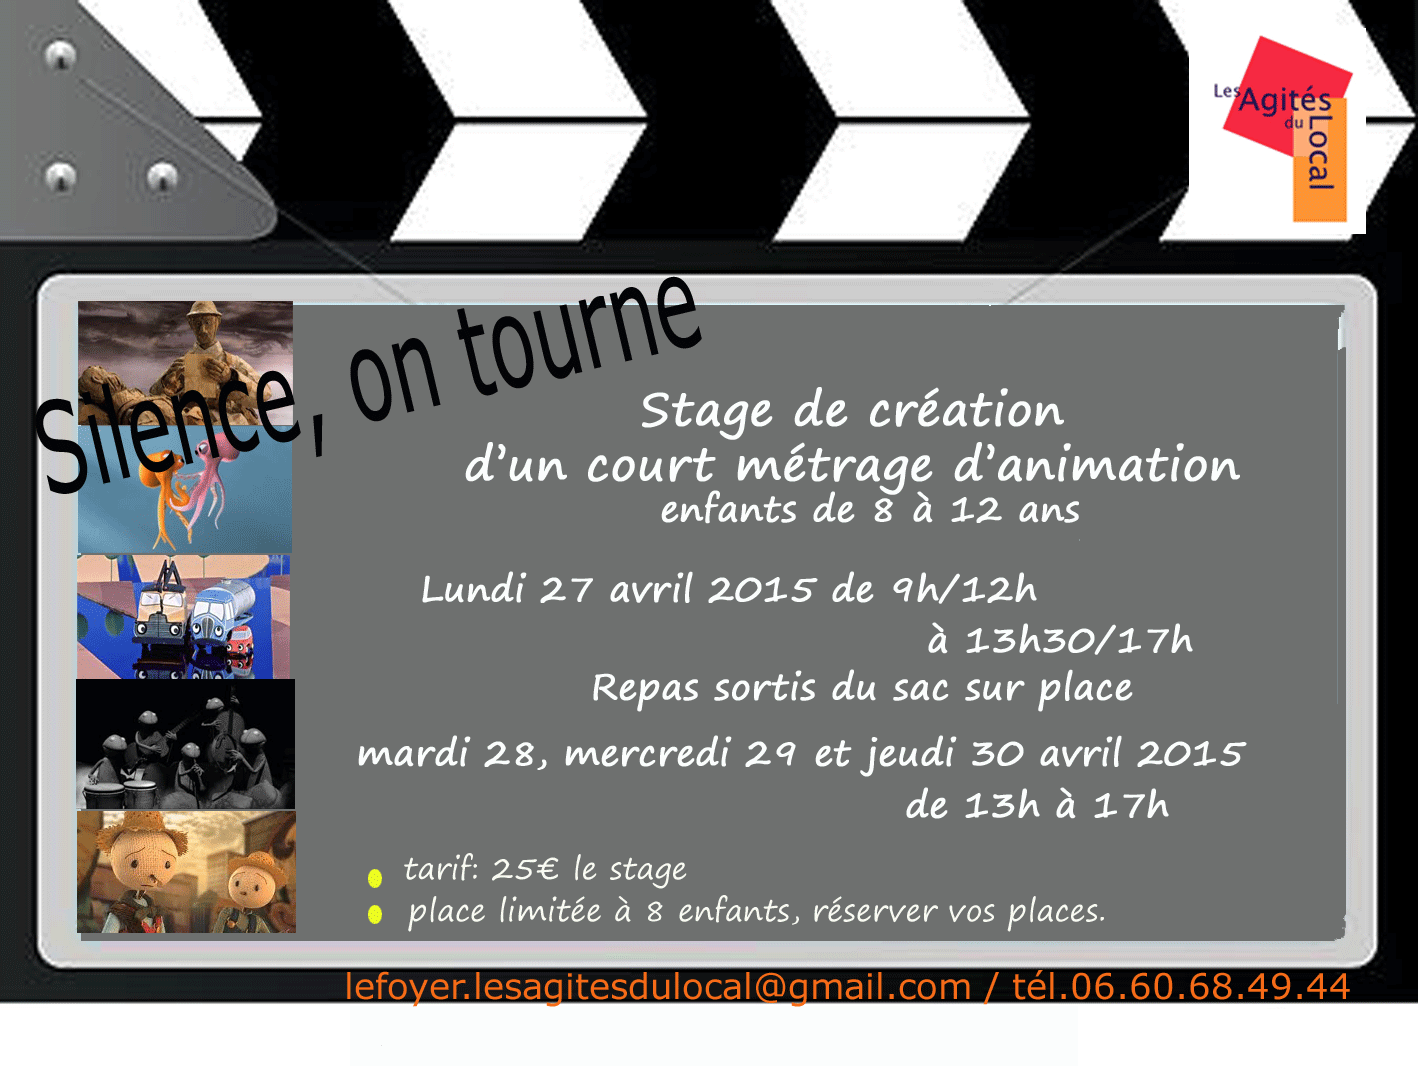 Les
Agités
du
Local
Silence, on tourne
Stage de création
d'un court métrage d'animation
enfants de 8 à 12 ans
Lundi 27 avril 2015 de 9h/12h
à 13h30/17h
Repas sortis du sac sur place
mardi 28, mercredi 29 et jeudi 30 avril 2015
de 13h à 17h
tarif: 25€ le stage
place limitée à 8 enfants, réserver vos places.
lefoyer.lesagitesdulocal@gmail.com / tél.06.60.68.49.44